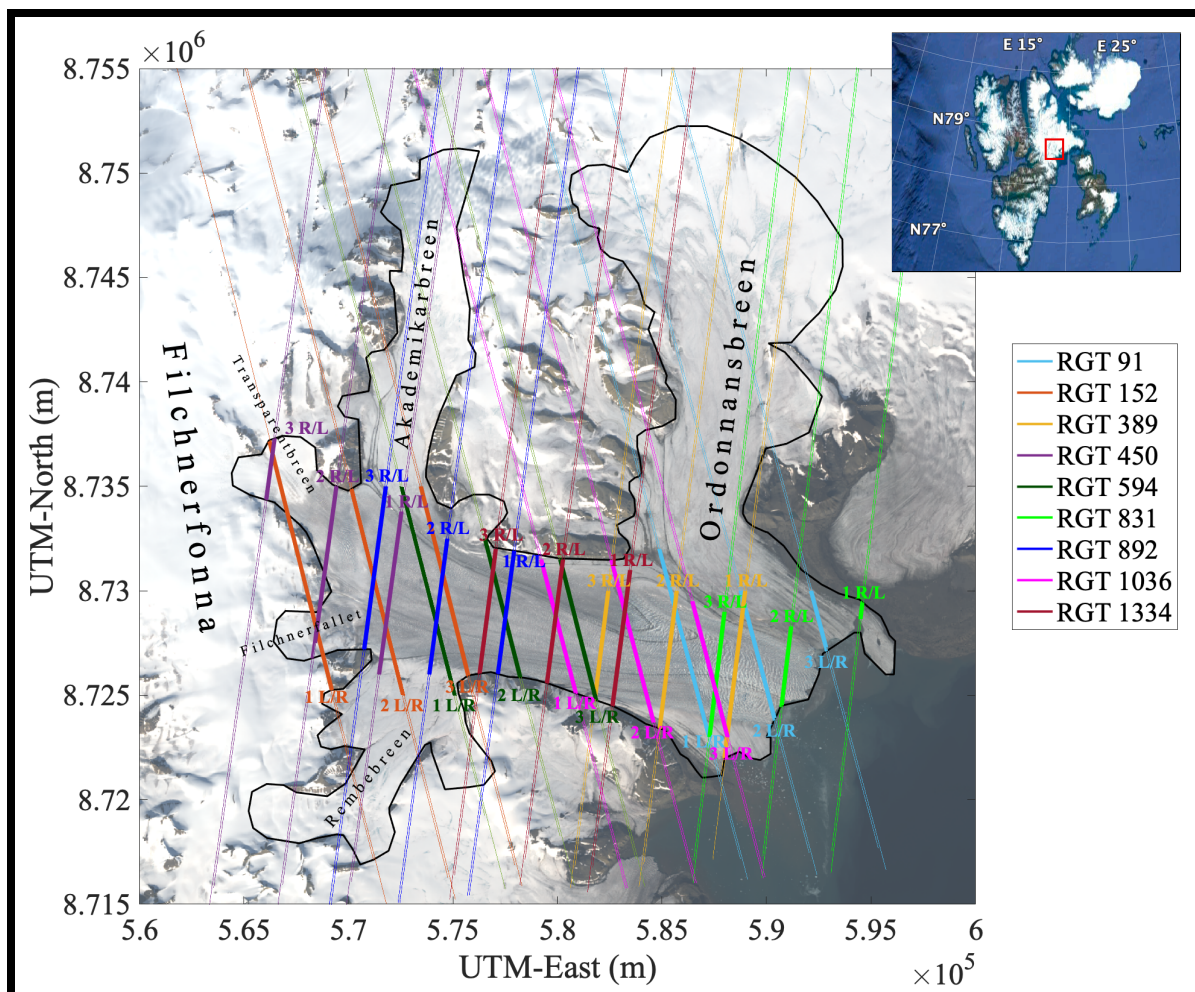 ×10⁶
8.755
8.75
8.745
8.74
8.735
8.73
8.725
8.72
8.715
UTM-North (m)
5.6
5.65
5.7
5.75
5.8
5.85
5.9
5.95
6
UTM-East (m)
×10⁵
E 15°
E 25°
N79°
N77°
Filchnerfonna
Transparentbreen
Akademikarbreen
Ordonnansbreen
Filchnerfallet
Rembebreen
3 R/L
2 R/L
3 R/L
1 R/L
2 R/L
3 R/L
1 R/L
2 R/L
R/L
3 R/L
2 R/L
1 R/L
3 R/L
2 R/L
1 R/L
1 L/R
2 L/R
3 L/R
1 L/R
2 L/R
1 L/R
3 L/R
2 L/R
1 L/R
3 L/R
2 L/R
3 L/R
RGT 91
RGT 152
RGT 389
RGT 450
RGT 594
RGT 831
RGT 892
RGT 1036
RGT 1334